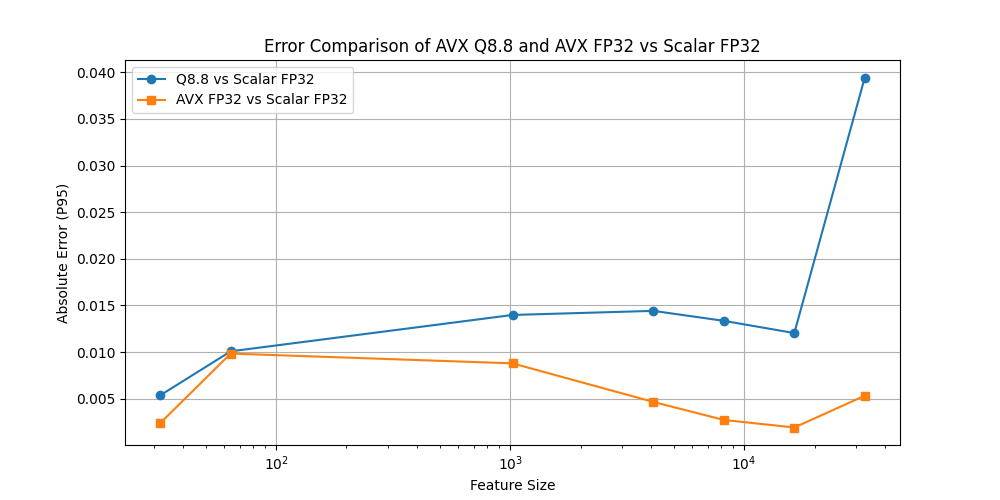 Error Comparison of AVX Q8.8 and AVX FP32 vs Scalar FP32
Q8.8 vs Scalar FP32
AVX FP32 vs Scalar FP32
Absolute Error (P95)
0.040
0.035
0.030
0.025
0.020
0.015
0.010
0.005
10²
10³
10⁴
Feature Size